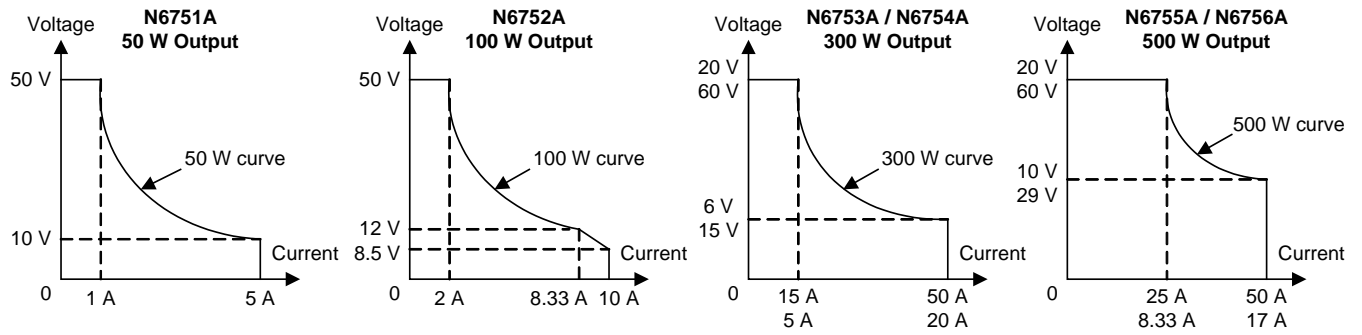 N6751A
50 W Output
Voltage
50 V
50 W curve
10 V
Current
0
1 A
5 A
N6752A
100 W Output
Voltage
50 V
100 W curve
12 V
8.5 V
Current
0
2 A
8.33 A
10 A
N6753A / N6754A
300 W Output
Voltage
20 V
60 V
300 W curve
6 V
15 V
Current
0
15 A
50 A
5 A
20 A
N6755A / N6756A
500 W Output
Voltage
20 V
60 V
500 W curve
10 V
29 V
Current
0
25 A
50 A
8.33 A
17 A